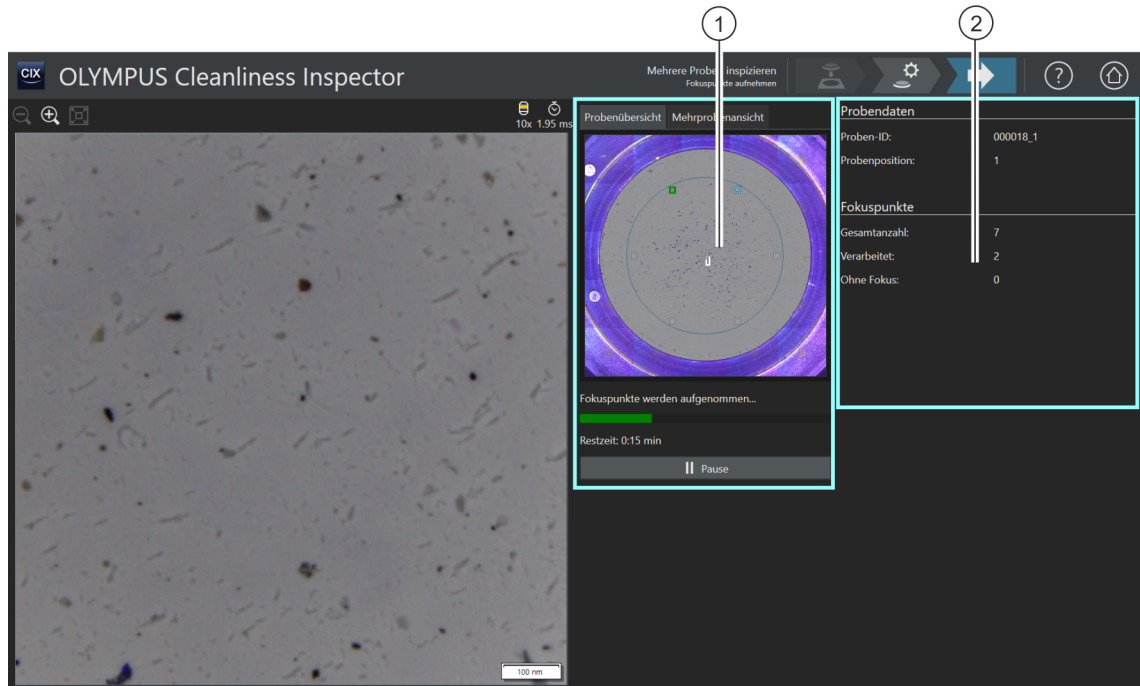 1
2
CIX
OLYMPUS Cleanliness Inspector
Mehrere Proben inspizieren
Fokuspunkte aufnehmen
?
10x 1.95 ms
Probenübersicht Mehrprobenansicht
Fokuspunkte werden aufgenommen...
Restzeit: 0:15 min
Pause
Probendaten
Proben-ID: 000018_1
Probenposition: 1
Fokuspunkte
Gesamtanzahl: 7
Verarbeitet: 2
Ohne Fokus: 0
100 nm